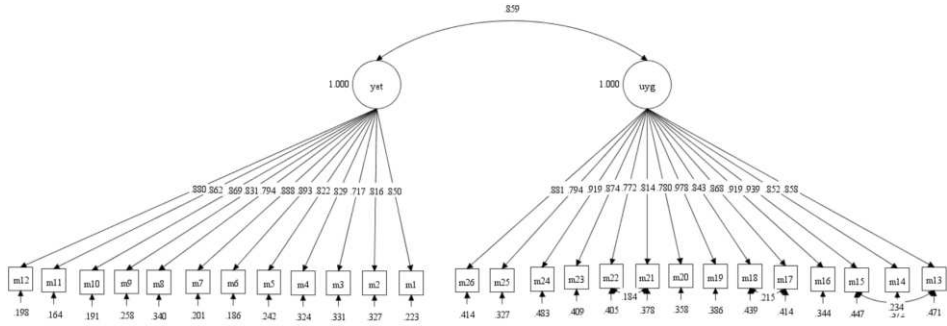 .859
1.000 yet 1.000 uyg
.880 .862 .869 .831 .794 .888 .893 .822 .829 .717 .816 .850 .881 .794 .919 .874 .772 .814 .780 .978 .843 .868 .919 .939 .852 .858
m12 m11 m10 m9 m8 m7 m6 m5 m4 m3 m2 m1 m26 m25 m24 m23 m22 m21 m20 m19 m18 m17 m16 m15 m14 m13
.184 .215 .234
.198 .164 .191 .258 .340 .201 .186 .242 .324 .331 .327 .223 .414 .327 .483 .409 .405 .378 .358 .386 .439 .414 .344 .447 .471